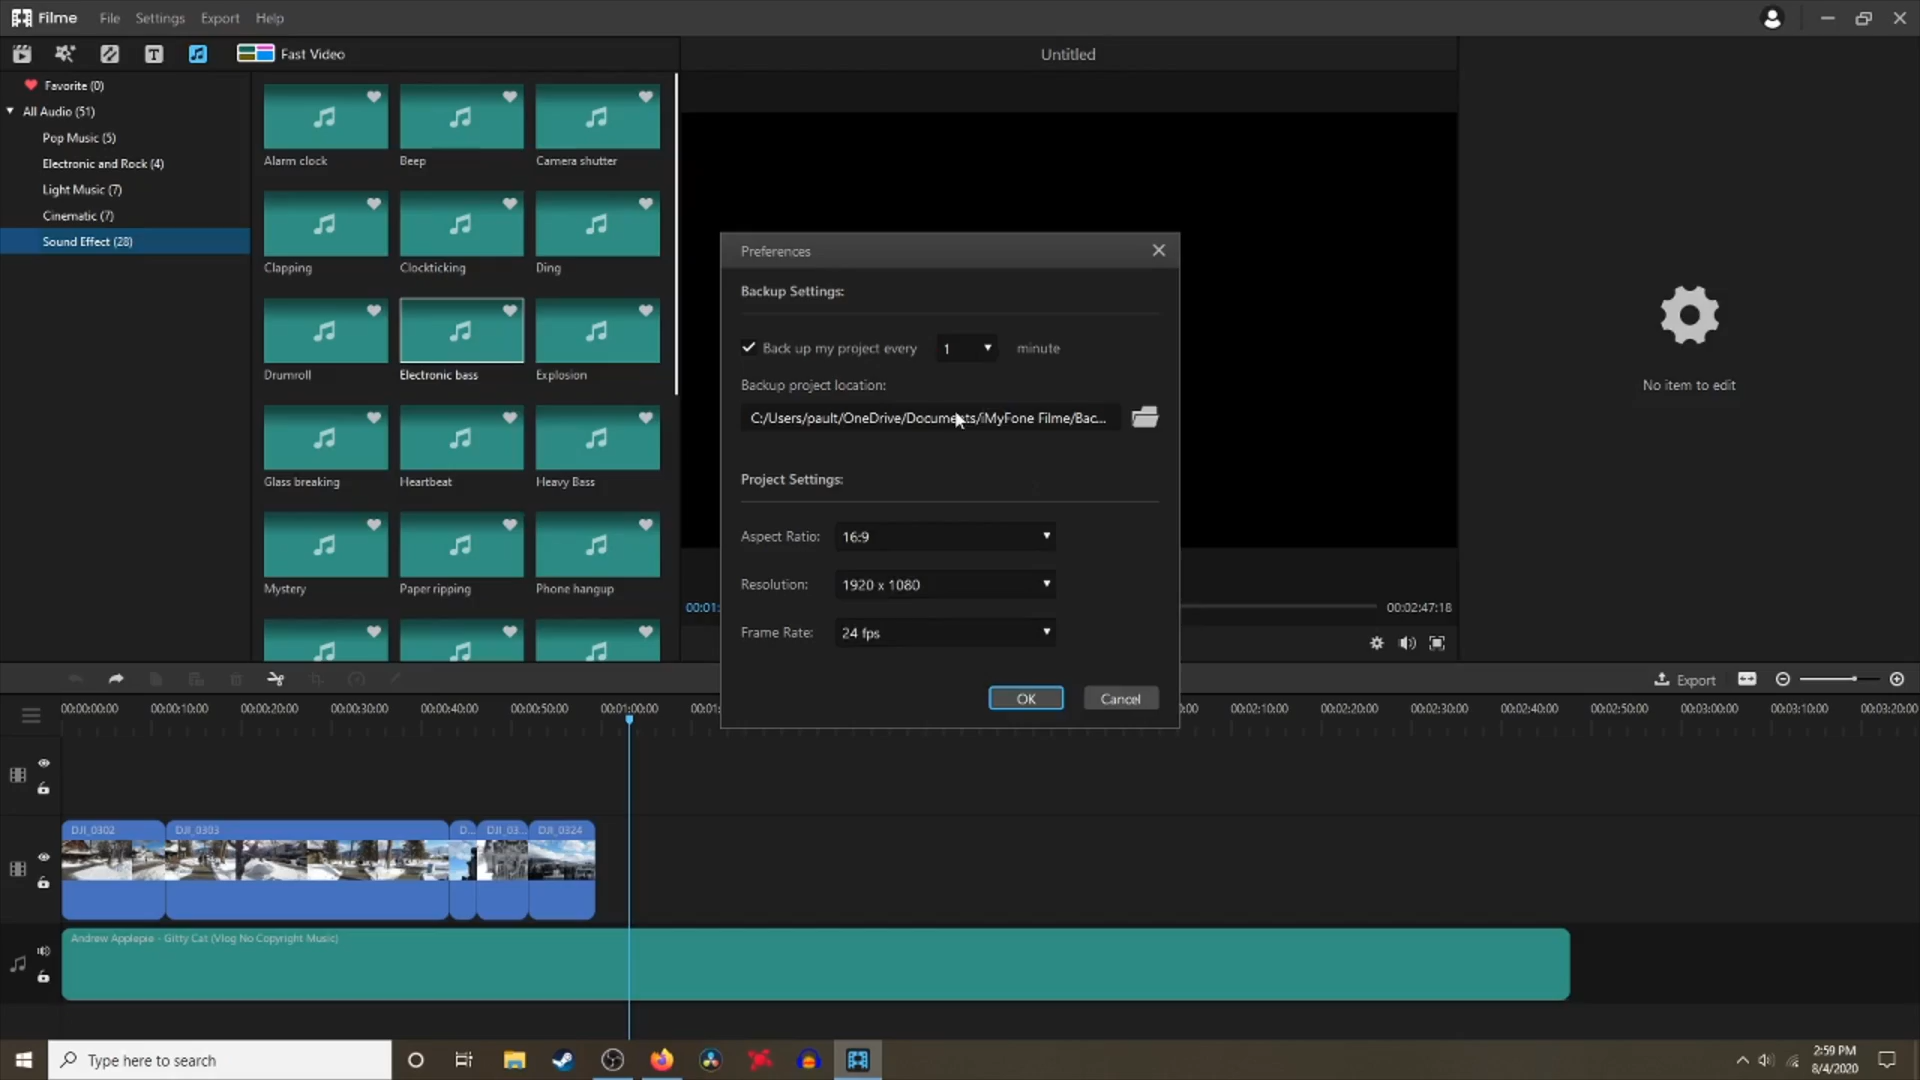 Filme File Settings Export Help
Fast Video
Untitled
Favorite (0)
All Audio (51)
Pop Music (5)
Electronic and Rock (4)
Light Music (7)
Cinematic (7)
Sound Effect (28)
Alarm clock Beep Camera shutter
Clapping Clockticking Ding
Drumroll Electronic bass Explosion
Glass breaking Heartbeat Heavy Bass
Mystery Paper ripping Phone hangup
Preferences
Backup Settings:
Back up my project every 1 minute
Backup project location:
C:/Users/pault/OneDrive/Documents/iMyFone Filme/Bac...
Project Settings:
Aspect Ratio: 16:9
Resolution: 1920 x 1080
Frame Rate: 24 fps
OK Cancel
No item to edit
00:01: 00:02:47:18
Export
00:00:00:00 00:00:10:00 00:00:20:00 00:00:30:00 00:00:40:00 00:00:50:00 00:01:00:00 00:01: 00:00 00:02:10:00 00:02:20:00 00:02:30:00 00:02:40:00 00:02:50:00 00:03:00:00 00:03:10:00 00:03:20:00
DJI_0302 DJI_0303 D... DJI_03... DJI_0324
Andrew Applepie - Gitty Cat (Vlog No Copyright Music)
Type here to search
2:59 PM
8/4/2020